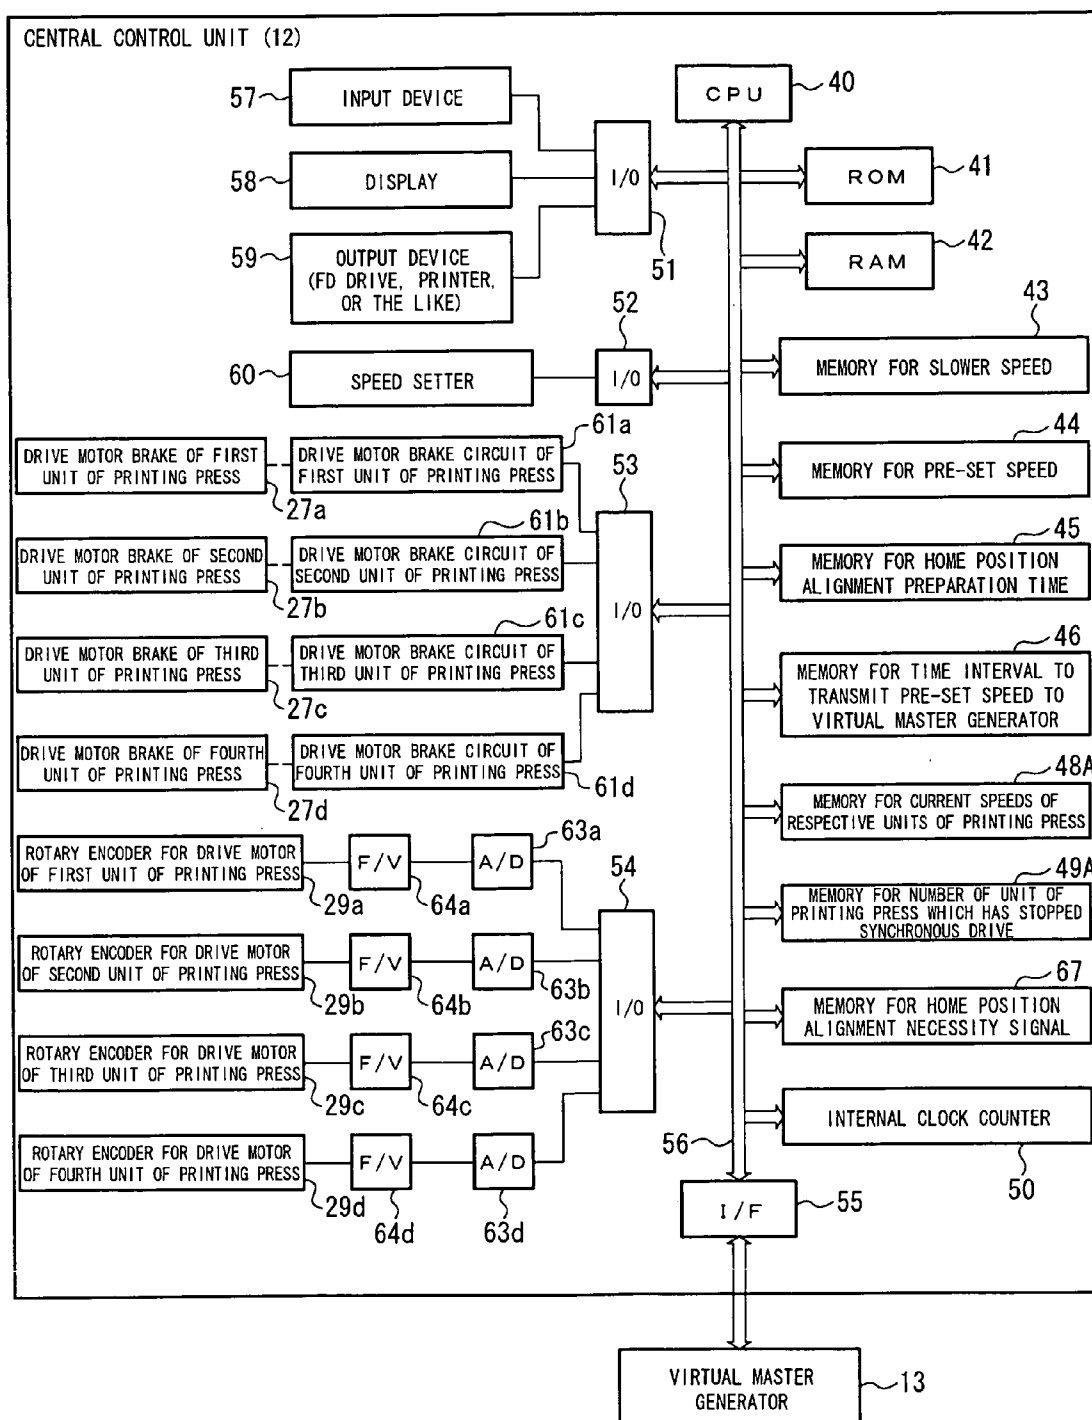 CENTRAL CONTROL UNIT (12)
57
INPUT DEVICE
CPU
40
58
DISPLAY
I/O
51
ROM
41
59
OUTPUT DEVICE
(FD DRIVE, PRINTER,
OR THE LIKE)
RAM
42
60
SPEED SETTER
52
I/O
43
MEMORY FOR SLOWER SPEED
DRIVE MOTOR BRAKE OF FIRST
UNIT OF PRINTING PRESS
27a
61a
DRIVE MOTOR BRAKE CIRCUIT OF
FIRST UNIT OF PRINTING PRESS
53
I/O
44
MEMORY FOR PRE-SET SPEED
DRIVE MOTOR BRAKE OF SECOND
UNIT OF PRINTING PRESS
27b
61b
DRIVE MOTOR BRAKE CIRCUIT OF
SECOND UNIT OF PRINTING PRESS
45
MEMORY FOR HOME POSITION
ALIGNMENT PREPARATION TIME
DRIVE MOTOR BRAKE OF THIRD
UNIT OF PRINTING PRESS
27c
61c
DRIVE MOTOR BRAKE CIRCUIT OF
THIRD UNIT OF PRINTING PRESS
46
MEMORY FOR TIME INTERVAL TO
TRANSMIT PRE-SET SPEED TO
VIRTUAL MASTER GENERATOR
DRIVE MOTOR BRAKE OF FOURTH
UNIT OF PRINTING PRESS
27d
DRIVE MOTOR BRAKE CIRCUIT OF
FOURTH UNIT OF PRINTING PRESS
61d
48A
MEMORY FOR CURRENT SPEEDS OF
RESPECTIVE UNITS OF PRINTING PRESS
ROTARY ENCODER FOR DRIVE MOTOR
OF FIRST UNIT OF PRINTING PRESS
29a
F/V
64a
63a
A/D
54
I/O
49A
MEMORY FOR NUMBER OF UNIT OF
PRINTING PRESS WHICH HAS STOPPED
SYNCHRONOUS DRIVE
ROTARY ENCODER FOR DRIVE MOTOR
OF SECOND UNIT OF PRINTING PRESS
29b
F/V
64b
A/D
63b
67
MEMORY FOR HOME POSITION
ALIGNMENT NECESSITY SIGNAL
ROTARY ENCODER FOR DRIVE MOTOR
OF THIRD UNIT OF PRINTING PRESS
29c
F/V
64c
63c
A/D
INTERNAL CLOCK COUNTER
50
ROTARY ENCODER FOR DRIVE MOTOR
OF FOURTH UNIT OF PRINTING PRESS
29d
F/V
64d
A/D
63d
56
I/F
55
VIRTUAL MASTER
GENERATOR
13